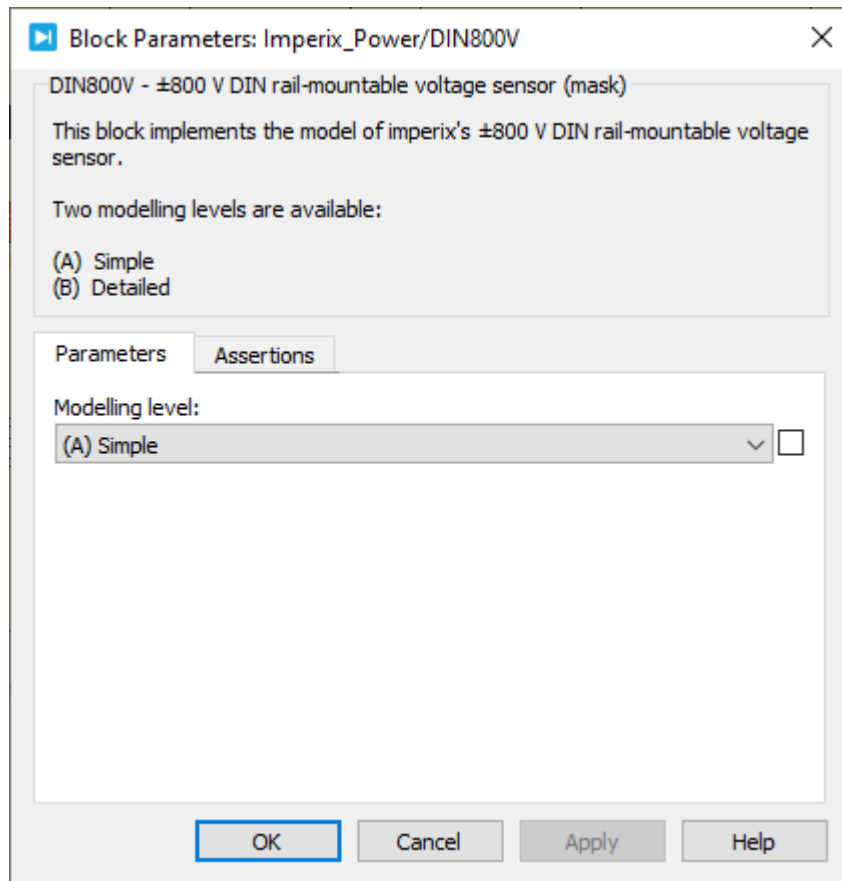 Block Parameters: Imperix_Power/DIN800V
DIN800V - ±800 V DIN rail-mountable voltage sensor (mask)
This block implements the model of imperix's ±800 V DIN rail-mountable voltage
sensor.
Two modelling levels are available:
(A) Simple
(B) Detailed
Parameters Assertions
Modelling level:
(A) Simple
OK Cancel Apply Help